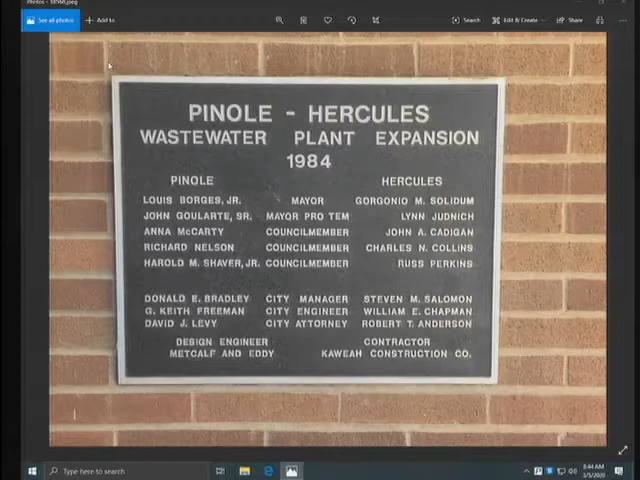 Photos - 185RR.jpeg
See all photos
Add to
Search
Edit & Create
Share
PINOLE - HERCULES
WASTEWATER PLANT EXPANSION
1984
PINOLE HERCULES
LOUIS BORGES, JR. MAYOR GORGONIO M. SOLIDUM
JOHN GOULARTE, SR. MAYOR PRO TEM LYNN JUDNICH
ANNA McCARTY COUNCILMEMBER JOHN A. CADIGAN
RICHARD NELSON COUNCILMEMBER CHARLES N. COLLINS
HAROLD M. SHAVER, JR. COUNCILMEMBER RUSS PERKINS
DONALD E. BRADLEY CITY MANAGER STEVEN M. SALOMON
G. KEITH FREEMAN CITY ENGINEER WILLIAM E. CHAPMAN
DAVID J. LEVY CITY ATTORNEY ROBERT T. ANDERSON
DESIGN ENGINEER CONTRACTOR
METCALF AND EDDY KAWEAH CONSTRUCTION CO.
Type here to search
8:44 AM
3/5/2020